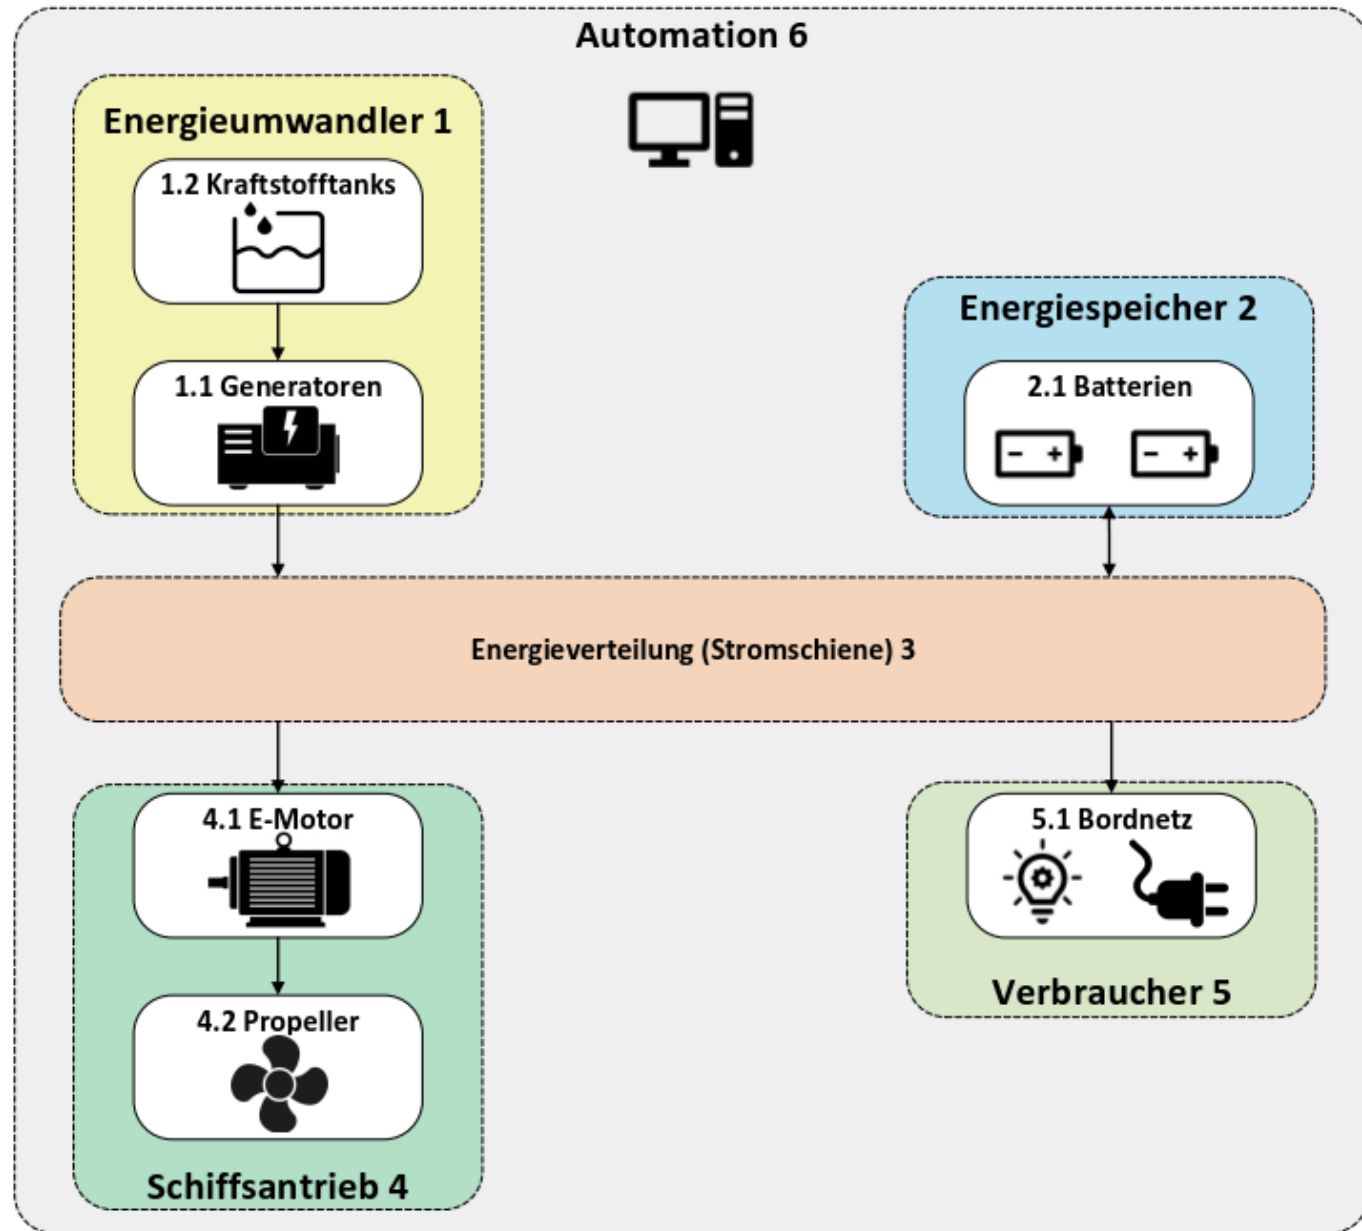 Automation 6
Energieumwandler 1
1.2 Kraftstofftanks
1.1 Generatoren
Energiespeicher 2
2.1 Batterien
- +
- +
Energieverteilung (Stromschiene) 3
4.1 E-Motor
4.2 Propeller
Schiffsantrieb 4
5.1 Bordnetz
Verbraucher 5